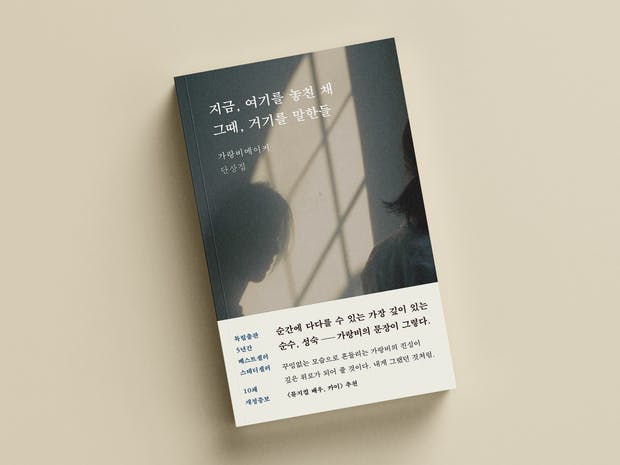 지금, 여기를 놓친 채
그때, 거기를 말한들
가랑비메이커
단상집
독립출판
5년간
베스트셀러
스테디셀러
10쇄
개정증보
순간에 다다를 수 있는 가장 깊이 있는
순수, 성숙── 가랑비의 문장이 그렇다.
꾸밈없는 모습으로 흔들리는 가랑비의 진심이
깊은 위로가 되어 줄 것이다. 내게 그랬던 것처럼.
〈뮤지컬 배우, 카이〉 추천